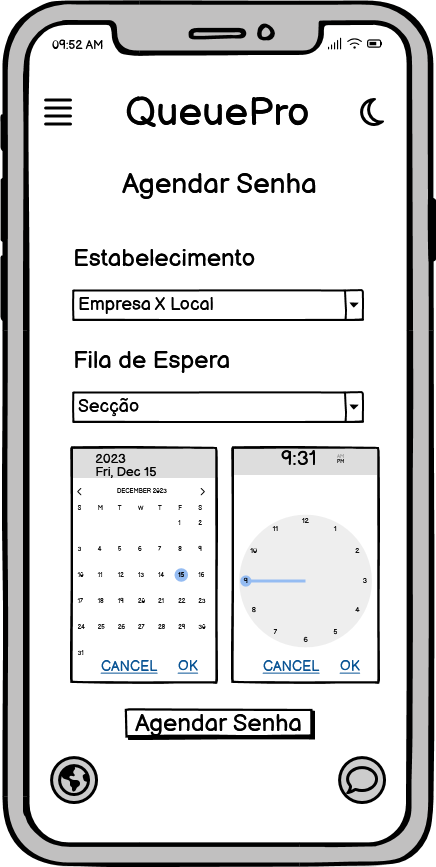 09:52 AM
QueuePro
Agendar Senha
Estabelecimento
Empresa X Local
Fila de Espera
Secção
2023
Fri, Dec 15
DECEMBER 2023
S M T W T F S
1 2
3 4 5 6 7 8 9
10 11 12 13 14 15 16
17 18 19 20 21 22 23
24 25 26 27 28 29 30
31
CANCEL OK
9:31
AM
PM
12
11 1
10 2
9 3
8 4
7 5
6
CANCEL OK
Agendar Senha